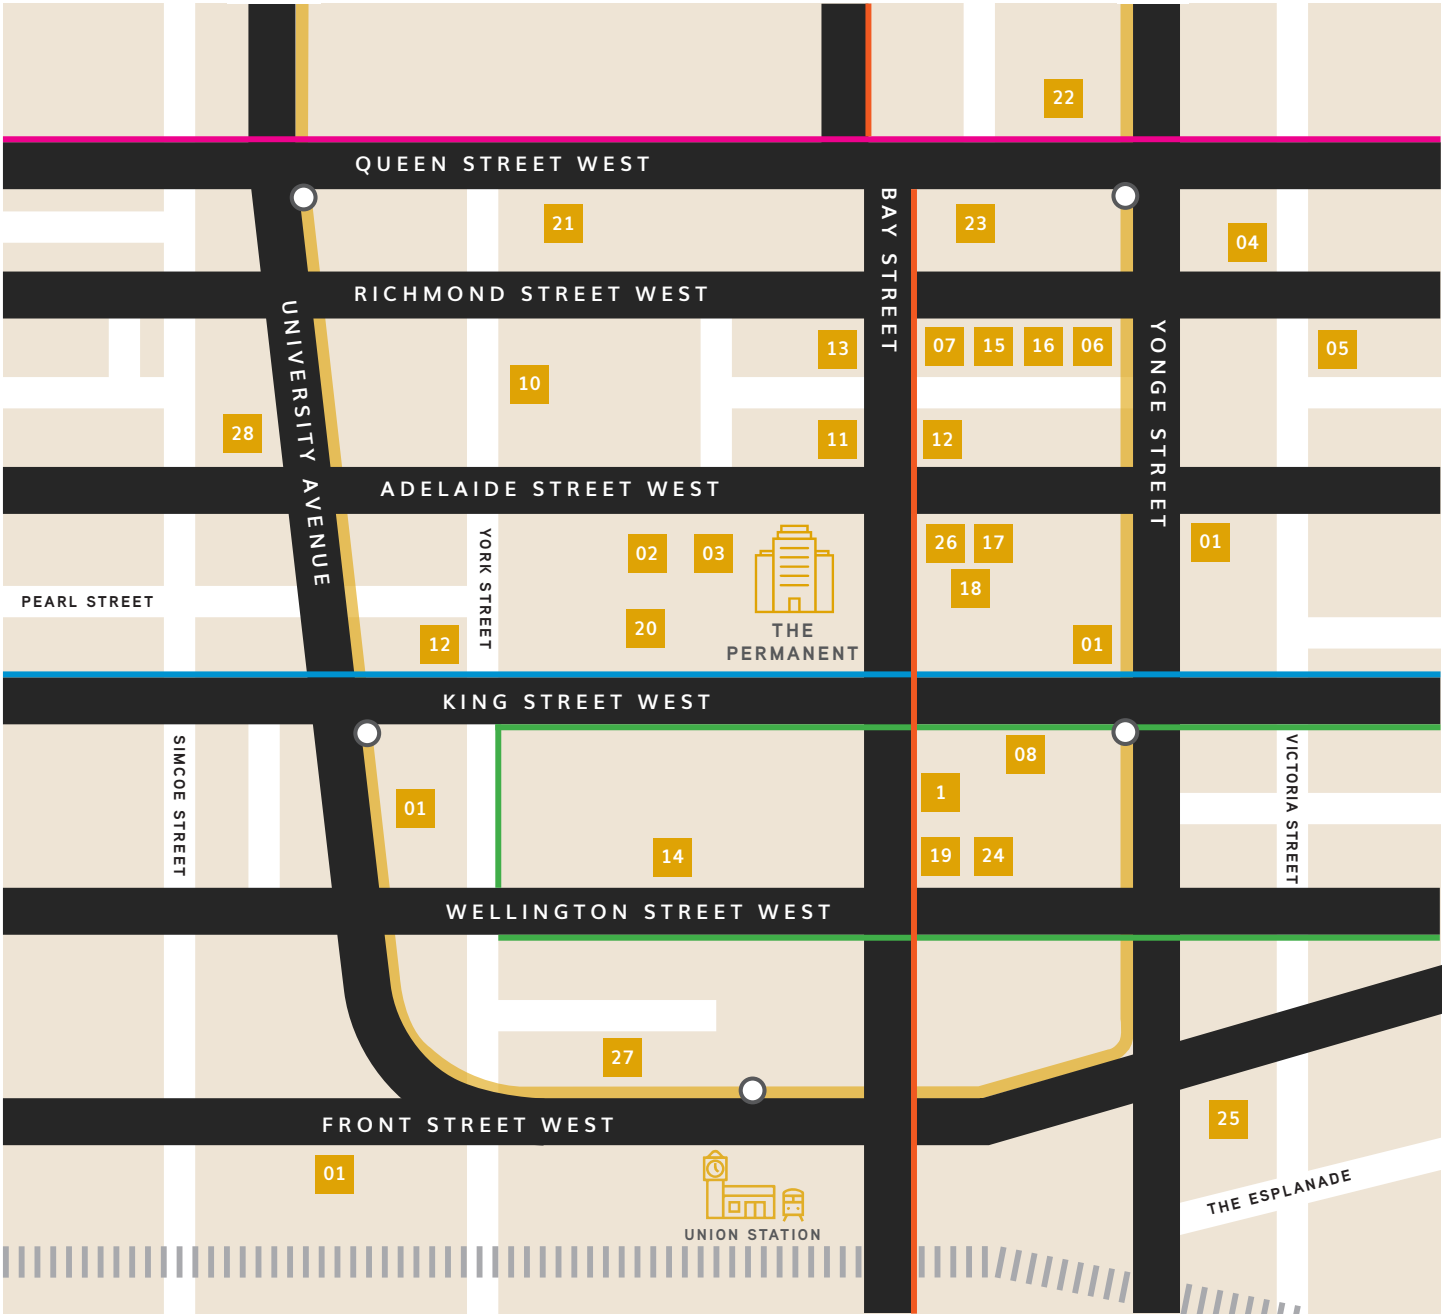 22
QUEEN STREET WEST
21
BAY STREET
23
04
RICHMOND STREET WEST
UNIVERSITY AVENUE
13
07
15
16
06
YONGE STREET
05
10
28
11
12
ADELAIDE STREET WEST
YORK STREET
02
03
26
17
01
18
PEARL STREET
20
THE
PERMANENT
12
01
KING STREET WEST
SIMCOE STREET
08
VICTORIA STREET
1
01
14
19
24
WELLINGTON STREET WEST
27
FRONT STREET WEST
25
01
THE ESPLANADE
UNION STATION